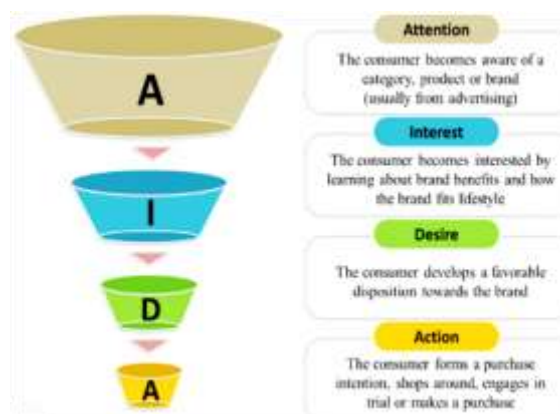 A
I
D
A
Attention
The consumer becomes aware of a
category, product or brand
(usually from advertising)
Interest
The consumer becomes interested by
learning about brand benefits and how
the brand fits lifestyle
Desire
The consumer develops a favorable
disposition towards the brand
Action
The consumer forms a purchase
intention, shops around, engages in
trial or makes a purchase